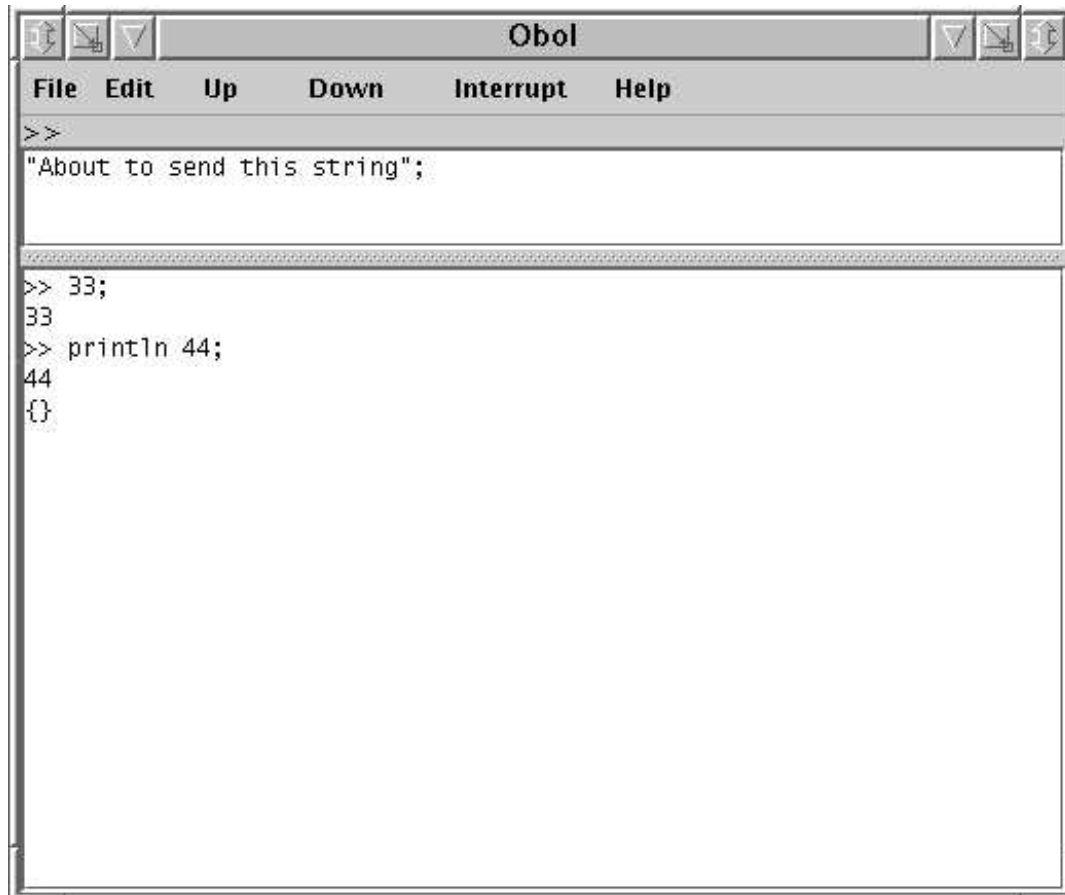 Obol
File Edit Up Down Interrupt Help
>>
"About to send this string";
>> 33;
33
>> println 44;
44
{}